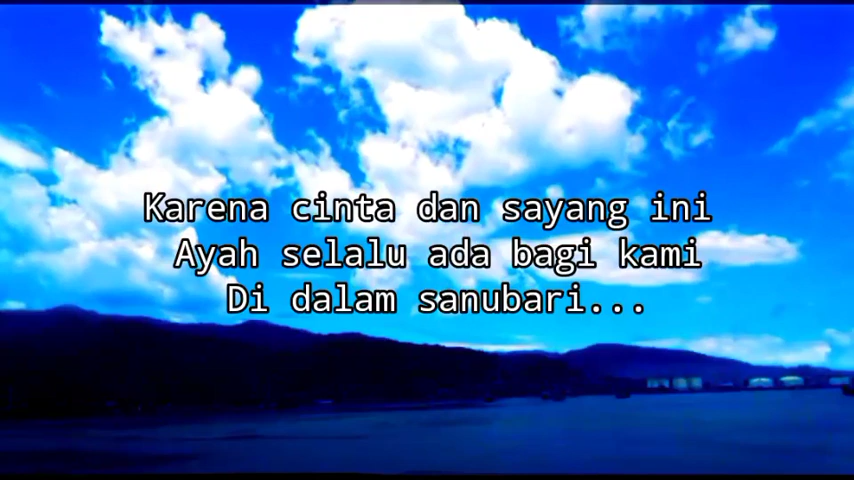 Karena cinta dan sayang ini
Ayah selalu ada bagi kami
Di dalam sanubari...